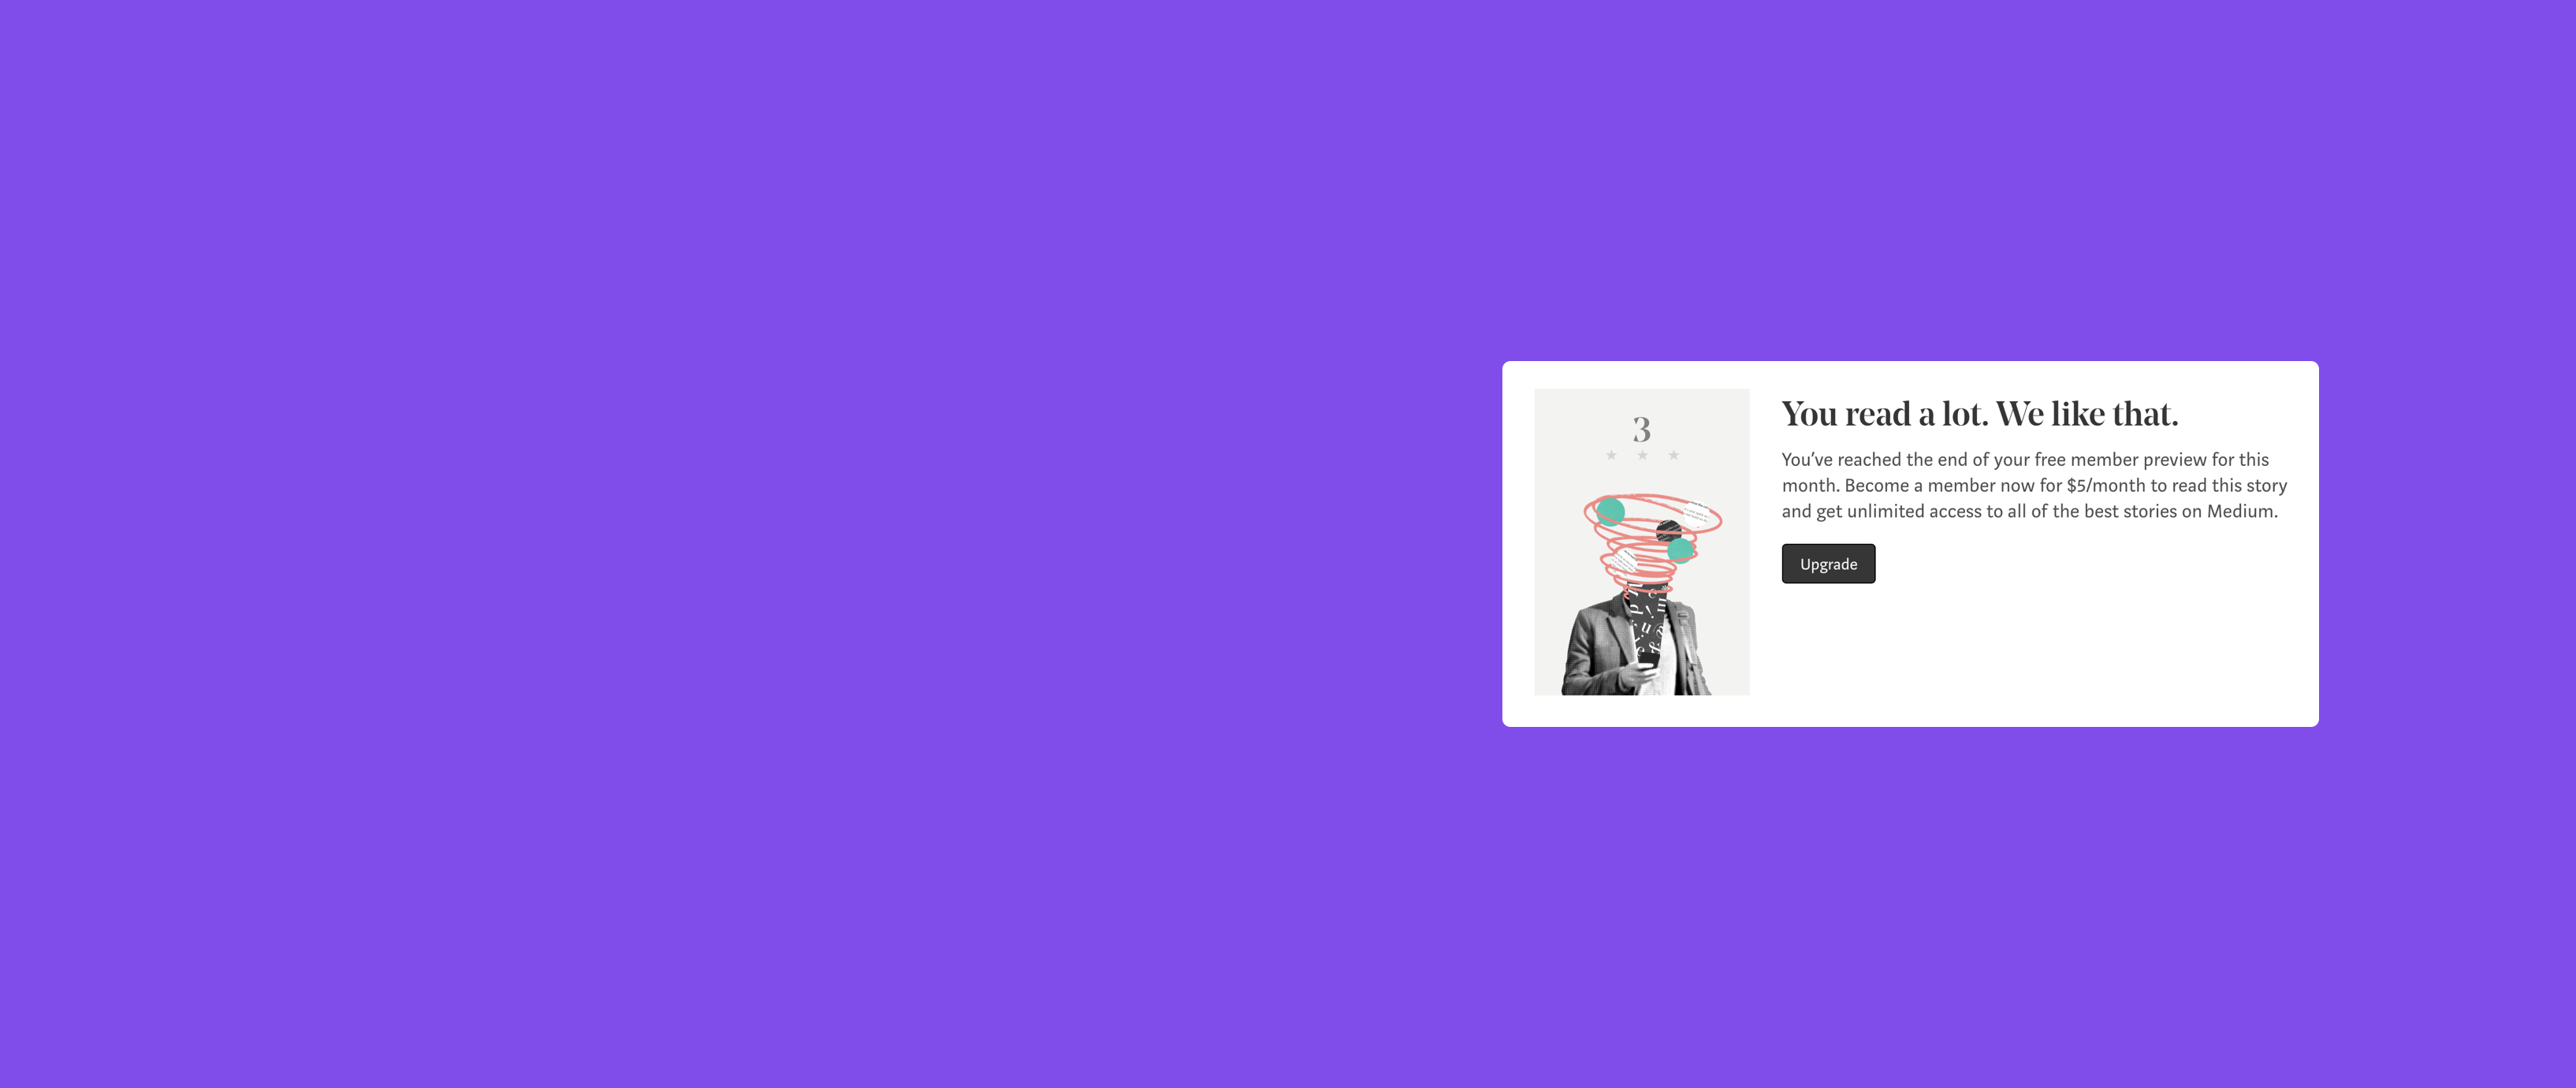 3
You read a lot. We like that.
You’ve reached the end of your free member preview for this
month. Become a member now for $5/month to read this story
and get unlimited access to all of the best stories on Medium.
Upgrade